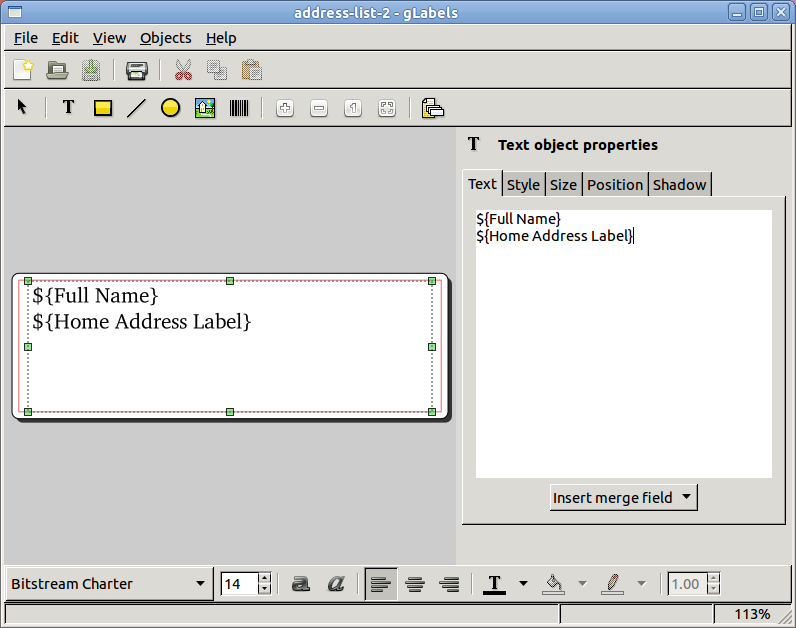 address-list-2 - gLabels
File Edit View Objects Help
T
1
T Text object properties
Text Style Size Position Shadow
${Full Name}
${Home Address Label}
${Full Name}
${Home Address Label}
Insert merge field
Bitstream Charter 14 a a T 1.00
113%